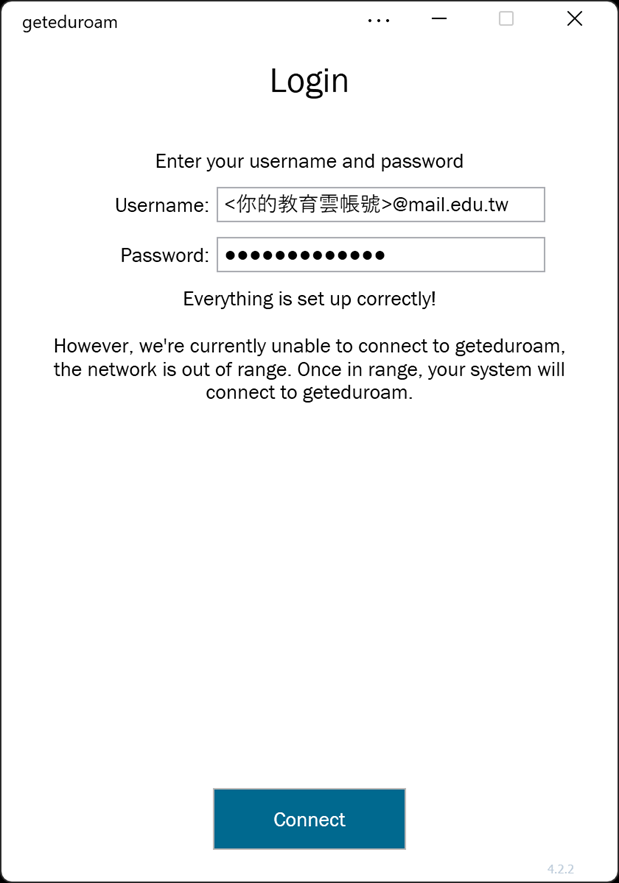 geteduroam
Login
Enter your username and password
Username: <你的教育雲帳號>@mail.edu.tw
Password: ●●●●●●●●●●●●●
Everything is set up correctly!
However, we're currently unable to connect to geteduroam,
the network is out of range. Once in range, your system will
connect to geteduroam.
Connect
4.2.2